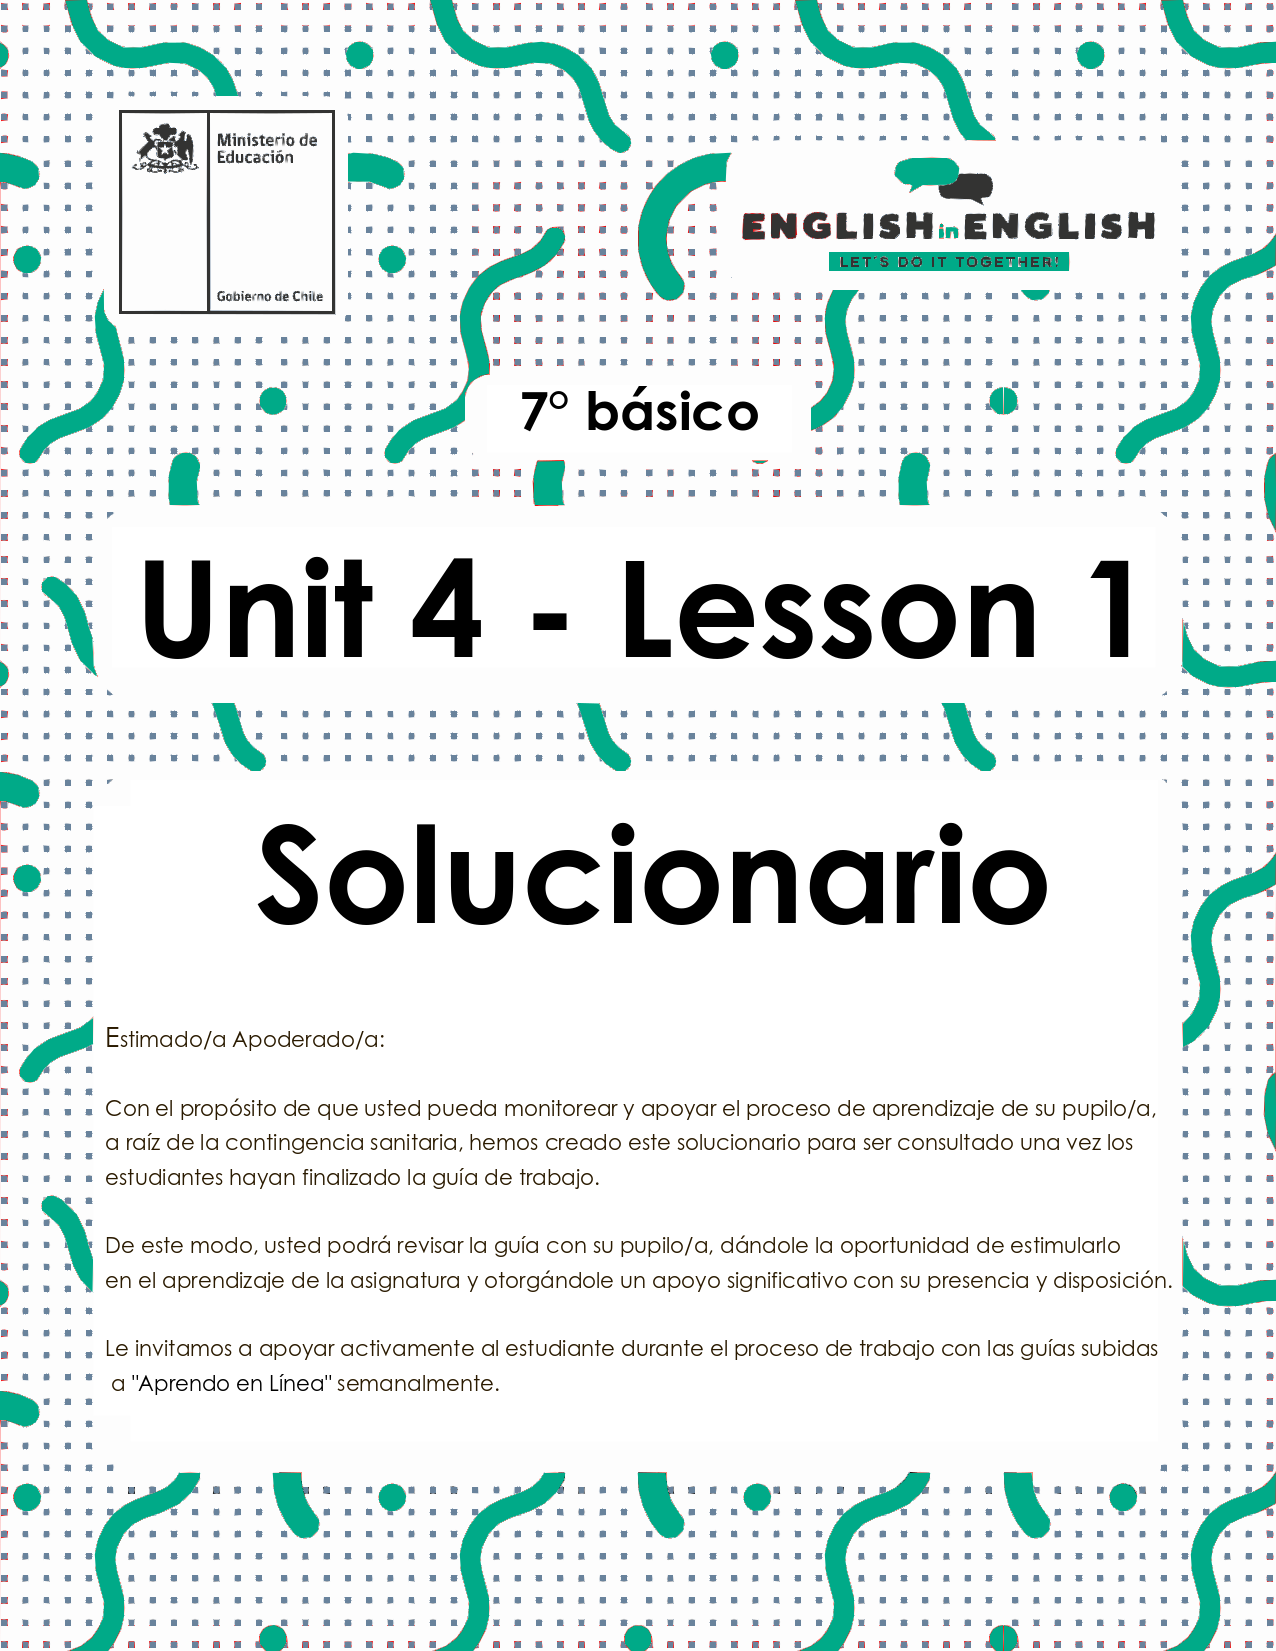 Ministerio de
Educación
Gobierno de Chile
ENGLISH in ENGLISH
LET'S DO IT TOGETHER!
7° básico
Unit 4 - Lesson 1
Solucionario
Estimado/a Apoderado/a:
Con el propósito de que usted pueda monitorear y apoyar el proceso de aprendizaje de su pupilo/a,
a raíz de la contingencia sanitaria, hemos creado este solucionario para ser consultado una vez los
estudiantes hayan finalizado la guía de trabajo.
De este modo, usted podrá revisar la guía con su pupilo/a, dándole la oportunidad de estimularlo
en el aprendizaje de la asignatura y otorgándole un apoyo significativo con su presencia y disposición.
Le invitamos a apoyar activamente al estudiante durante el proceso de trabajo con las guías subidas
a "Aprendo en Línea" semanalmente.